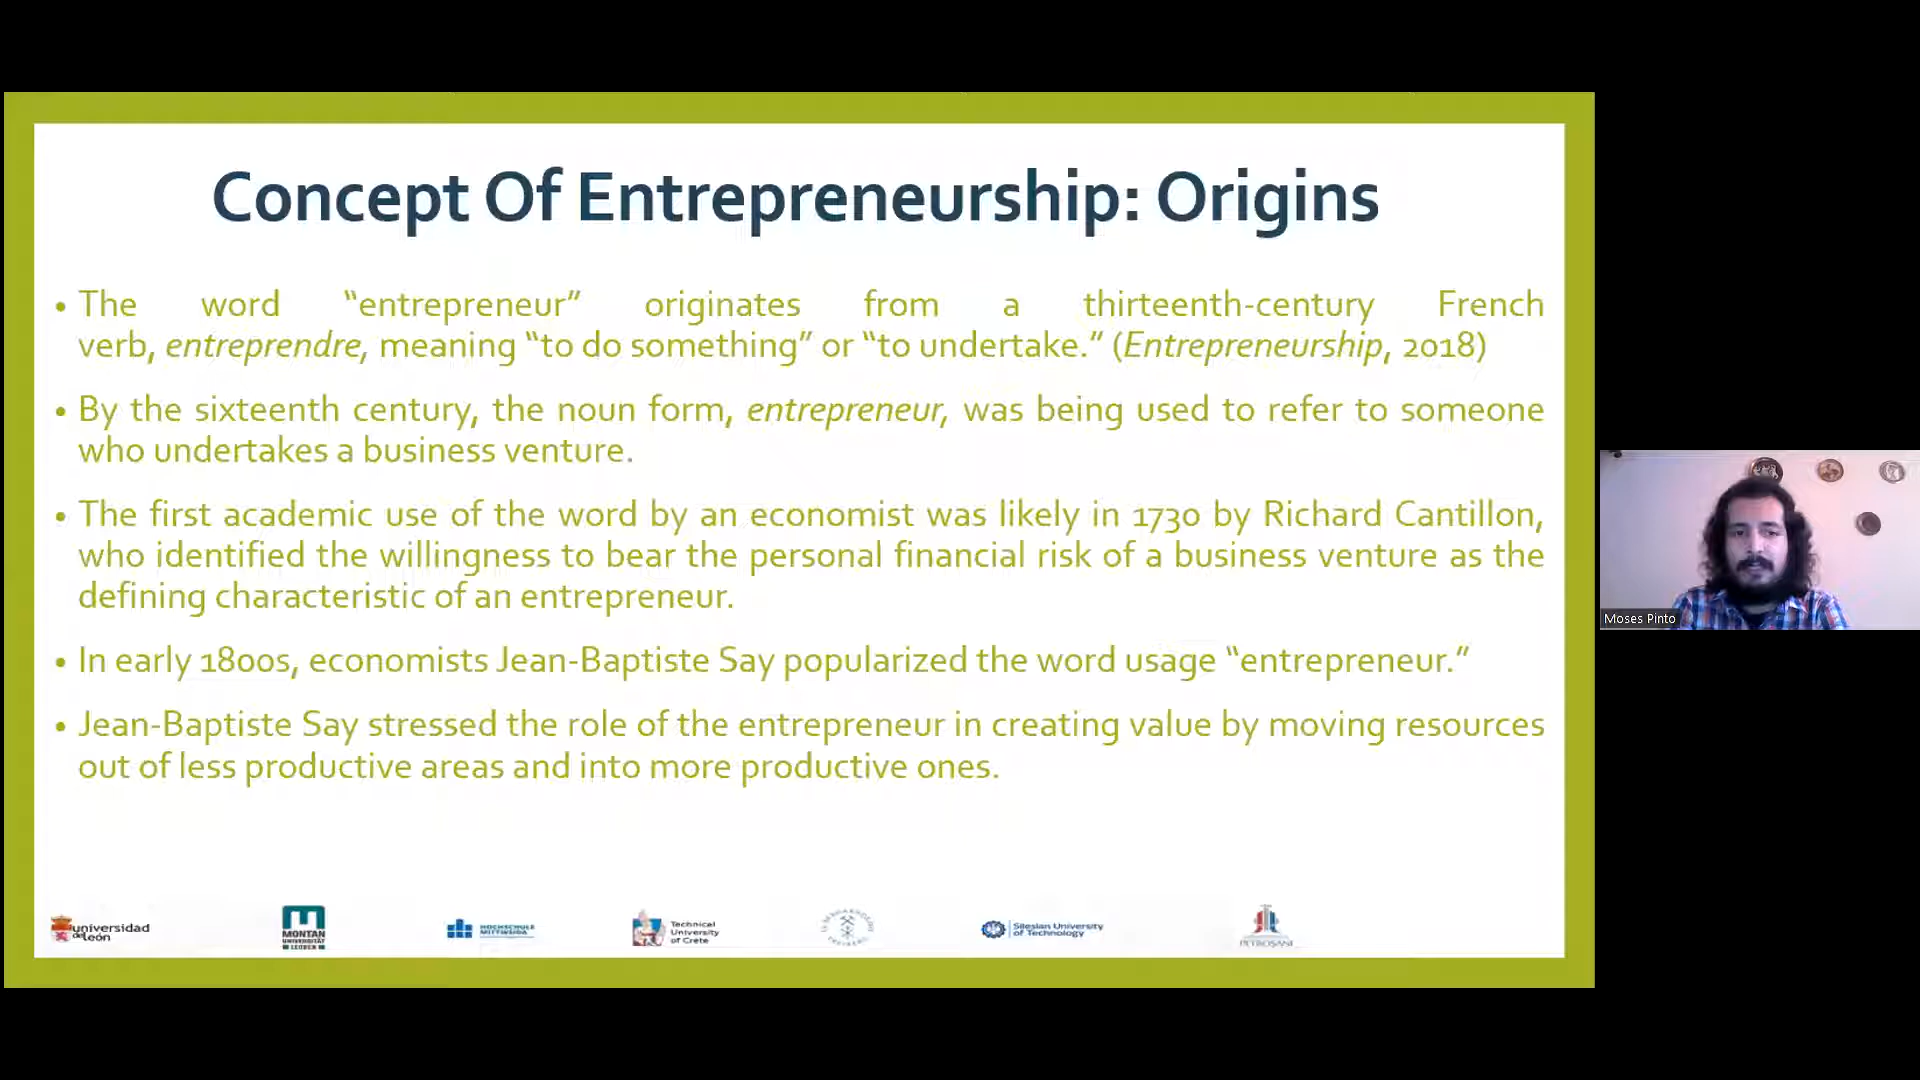 Concept Of Entrepreneurship: Origins
• The word “entrepreneur” originates from a thirteenth-century French
verb, entreprendre, meaning “to do something” or “to undertake.” (Entrepreneurship, 2018)
• By the sixteenth century, the noun form, entrepreneur, was being used to refer to someone
who undertakes a business venture.
• The first academic use of the word by an economist was likely in 1730 by Richard Cantillon,
who identified the willingness to bear the personal financial risk of a business venture as the
defining characteristic of an entrepreneur.
• In early 1800s, economists Jean-Baptiste Say popularized the word usage “entrepreneur.”
• Jean-Baptiste Say stressed the role of the entrepreneur in creating value by moving resources
out of less productive areas and into more productive ones.
Moses Pinto
universidad
de león
MONTAN
UNIVERSITÄT
LEOBEN
HOCHSCHULE
MITTWEIDA
Technical
University
of Crete
Silesian University
of Technology
PETROȘANI